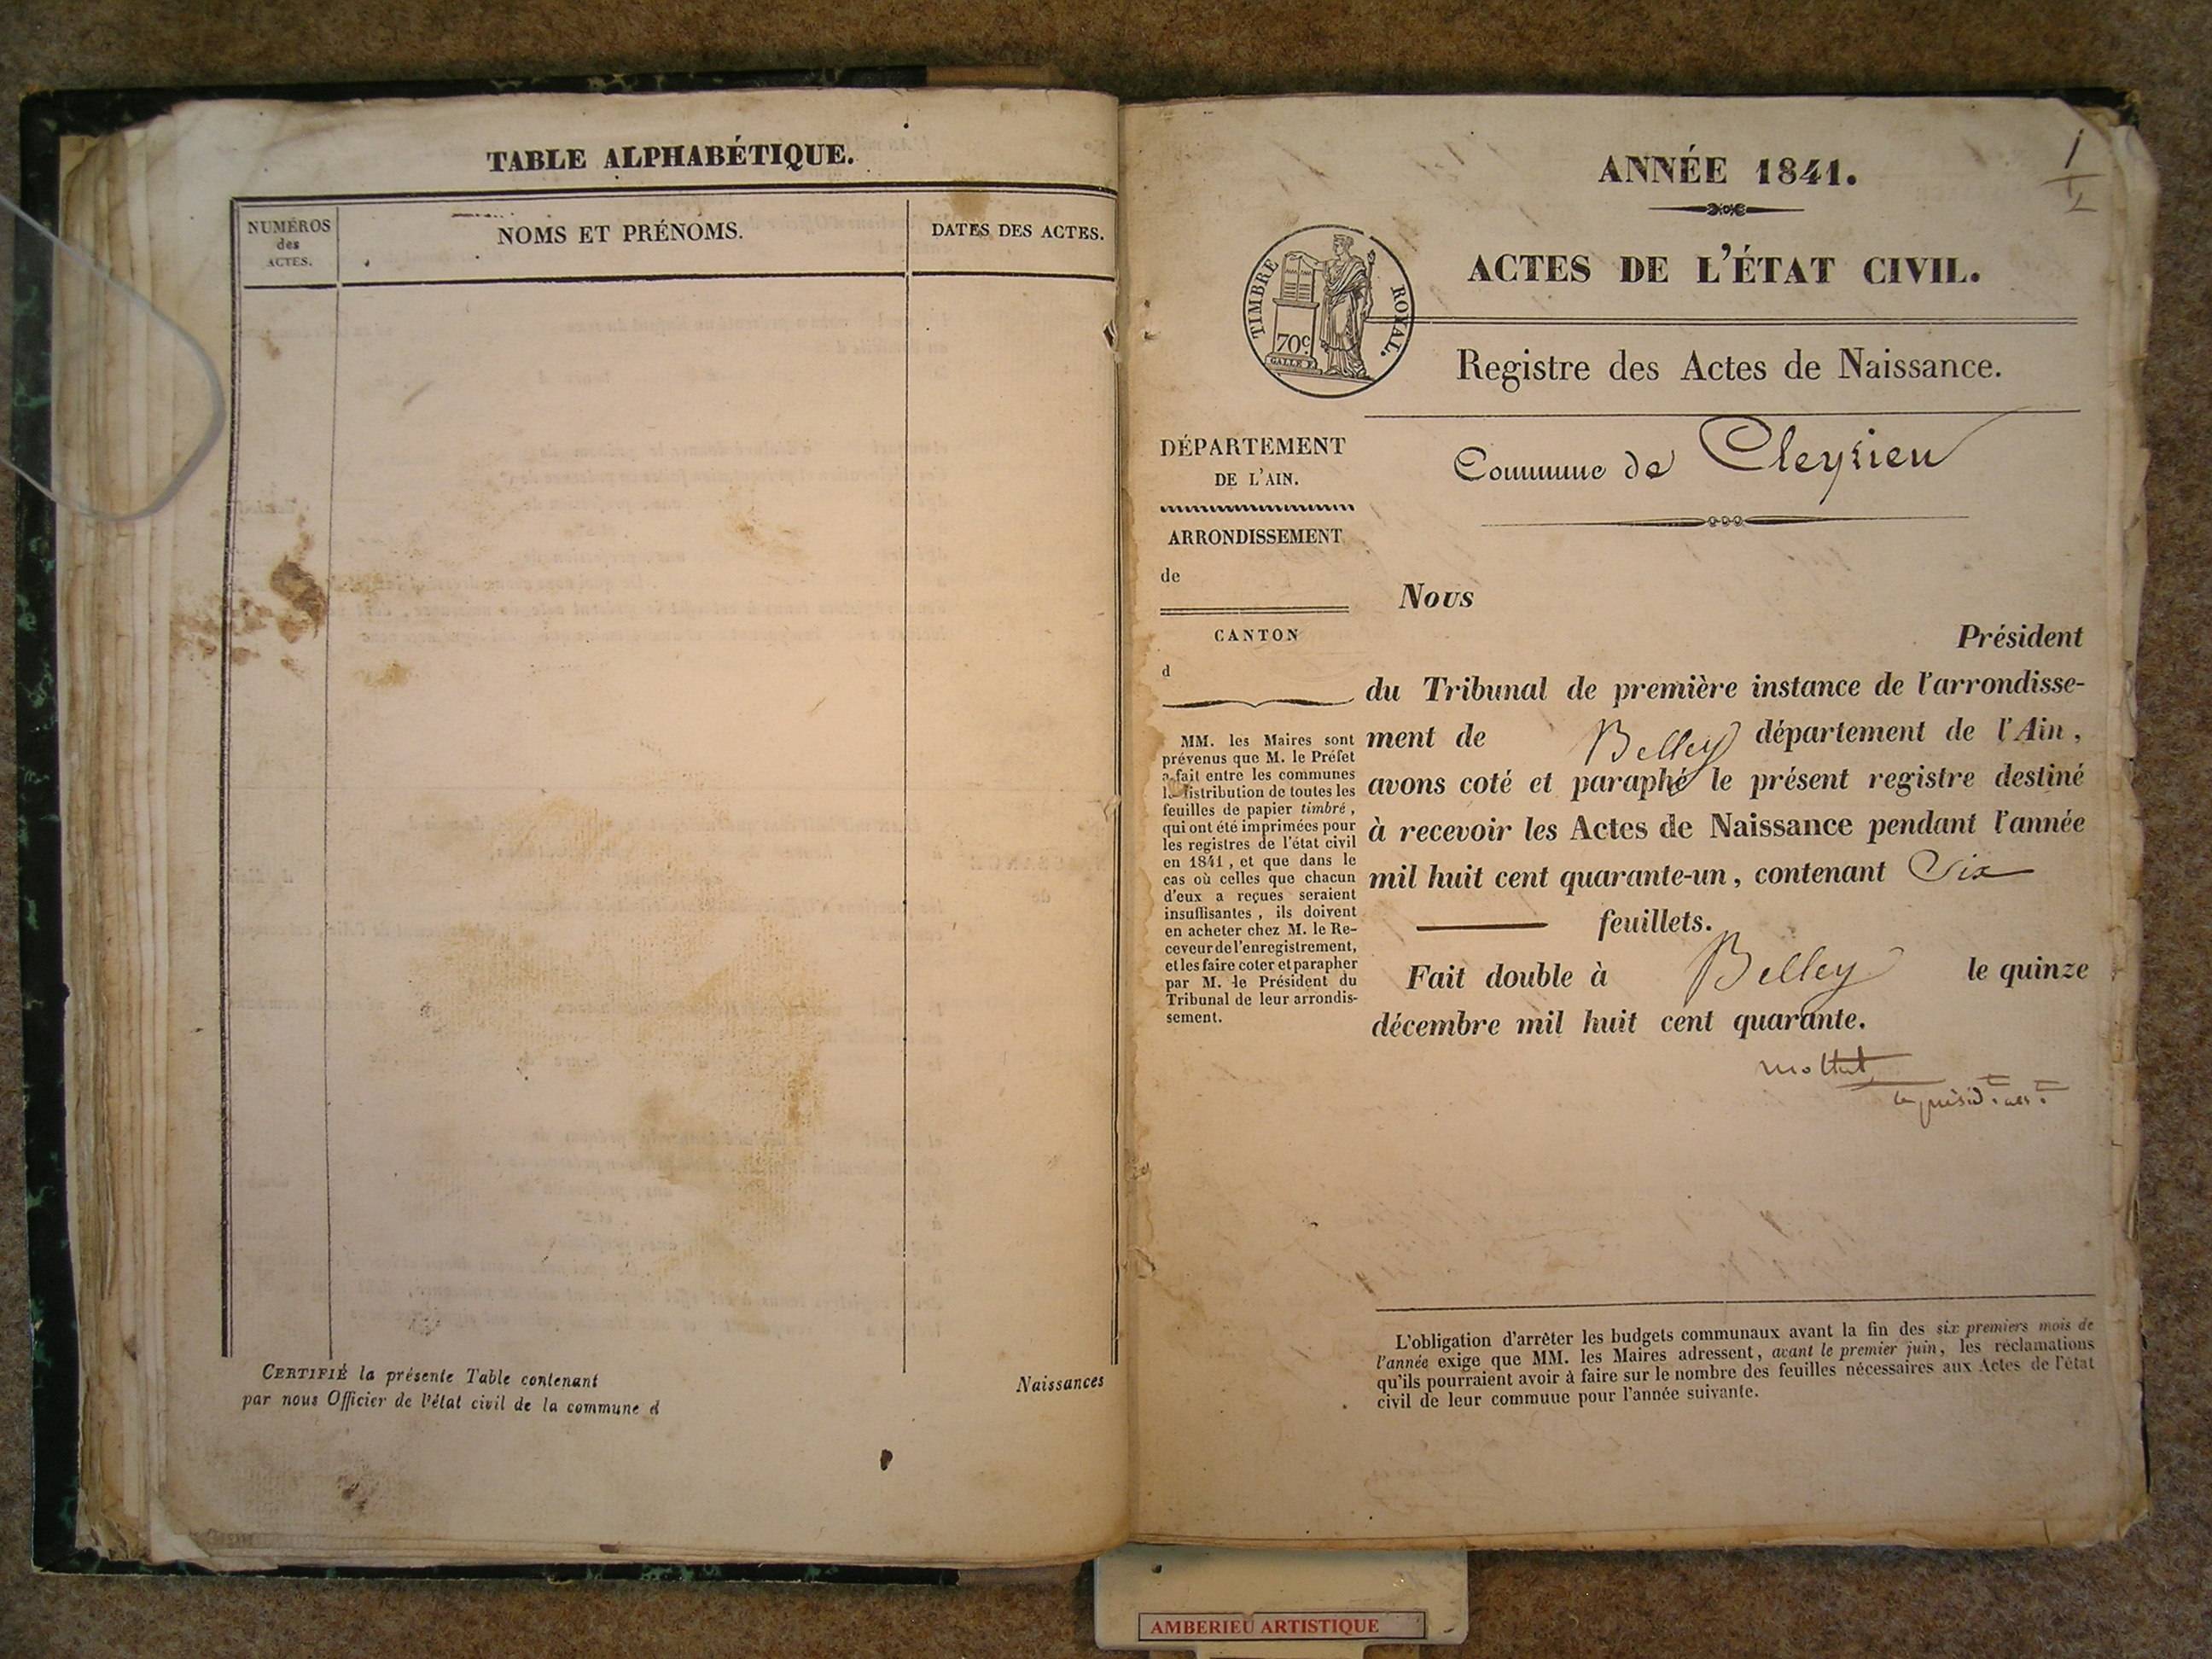 TABLE ALPHABÉTIQUE.
NUMÉROS
des
ACTES.
NOMS ET PRÉNOMS.
DATES DES ACTES.
CERTIFIÉ la présente Table contenant Naissances
par nous Officier de l'état civil de la commune d
1
ANNÉE 1841.
ACTES DE L'ÉTAT CIVIL.
TIMBRE ROYAL.
70c
GALLE F.
Registre des Actes de Naissance.
Commune de Cleyzieu
DÉPARTEMENT
DE L'AIN.
ARRONDISSEMENT
de
CANTON
d
MM. les Maires sont
prévenus que M. le Préfet
a fait entre les communes
la distribution de toutes les
feuilles de papier timbré,
qui ont été imprimées pour
les registres de l'état civil
en 1841, et que dans le
cas où celles que chacun
d'eux a reçues seraient
insuffisantes, ils doivent
en acheter chez M. le Re-
ceveur de l'enregistrement,
et les faire coter et parapher
par M. le Président du
Tribunal de leur arrondis-
sement.
Nous
Président
du Tribunal de première instance de l'arrondisse-
ment de Belley département de l'Ain,
avons coté et paraphé le présent registre destiné
à recevoir les Actes de Naissance pendant l'année
mil huit cent quarante-un, contenant Six
feuillets.
Fait double à Belley le quinze
décembre mil huit cent quarante.
L'obligation d'arrêter les budgets communaux avant la fin des six premiers mois de
l'année exige que MM. les Maires adressent, avant le premier juin, les réclamations
qu'ils pourraient avoir à faire sur le nombre des feuilles nécessaires aux Actes de l'état
civil de leur commune pour l'année suivante.
AMBERIEU ARTISTIQUE